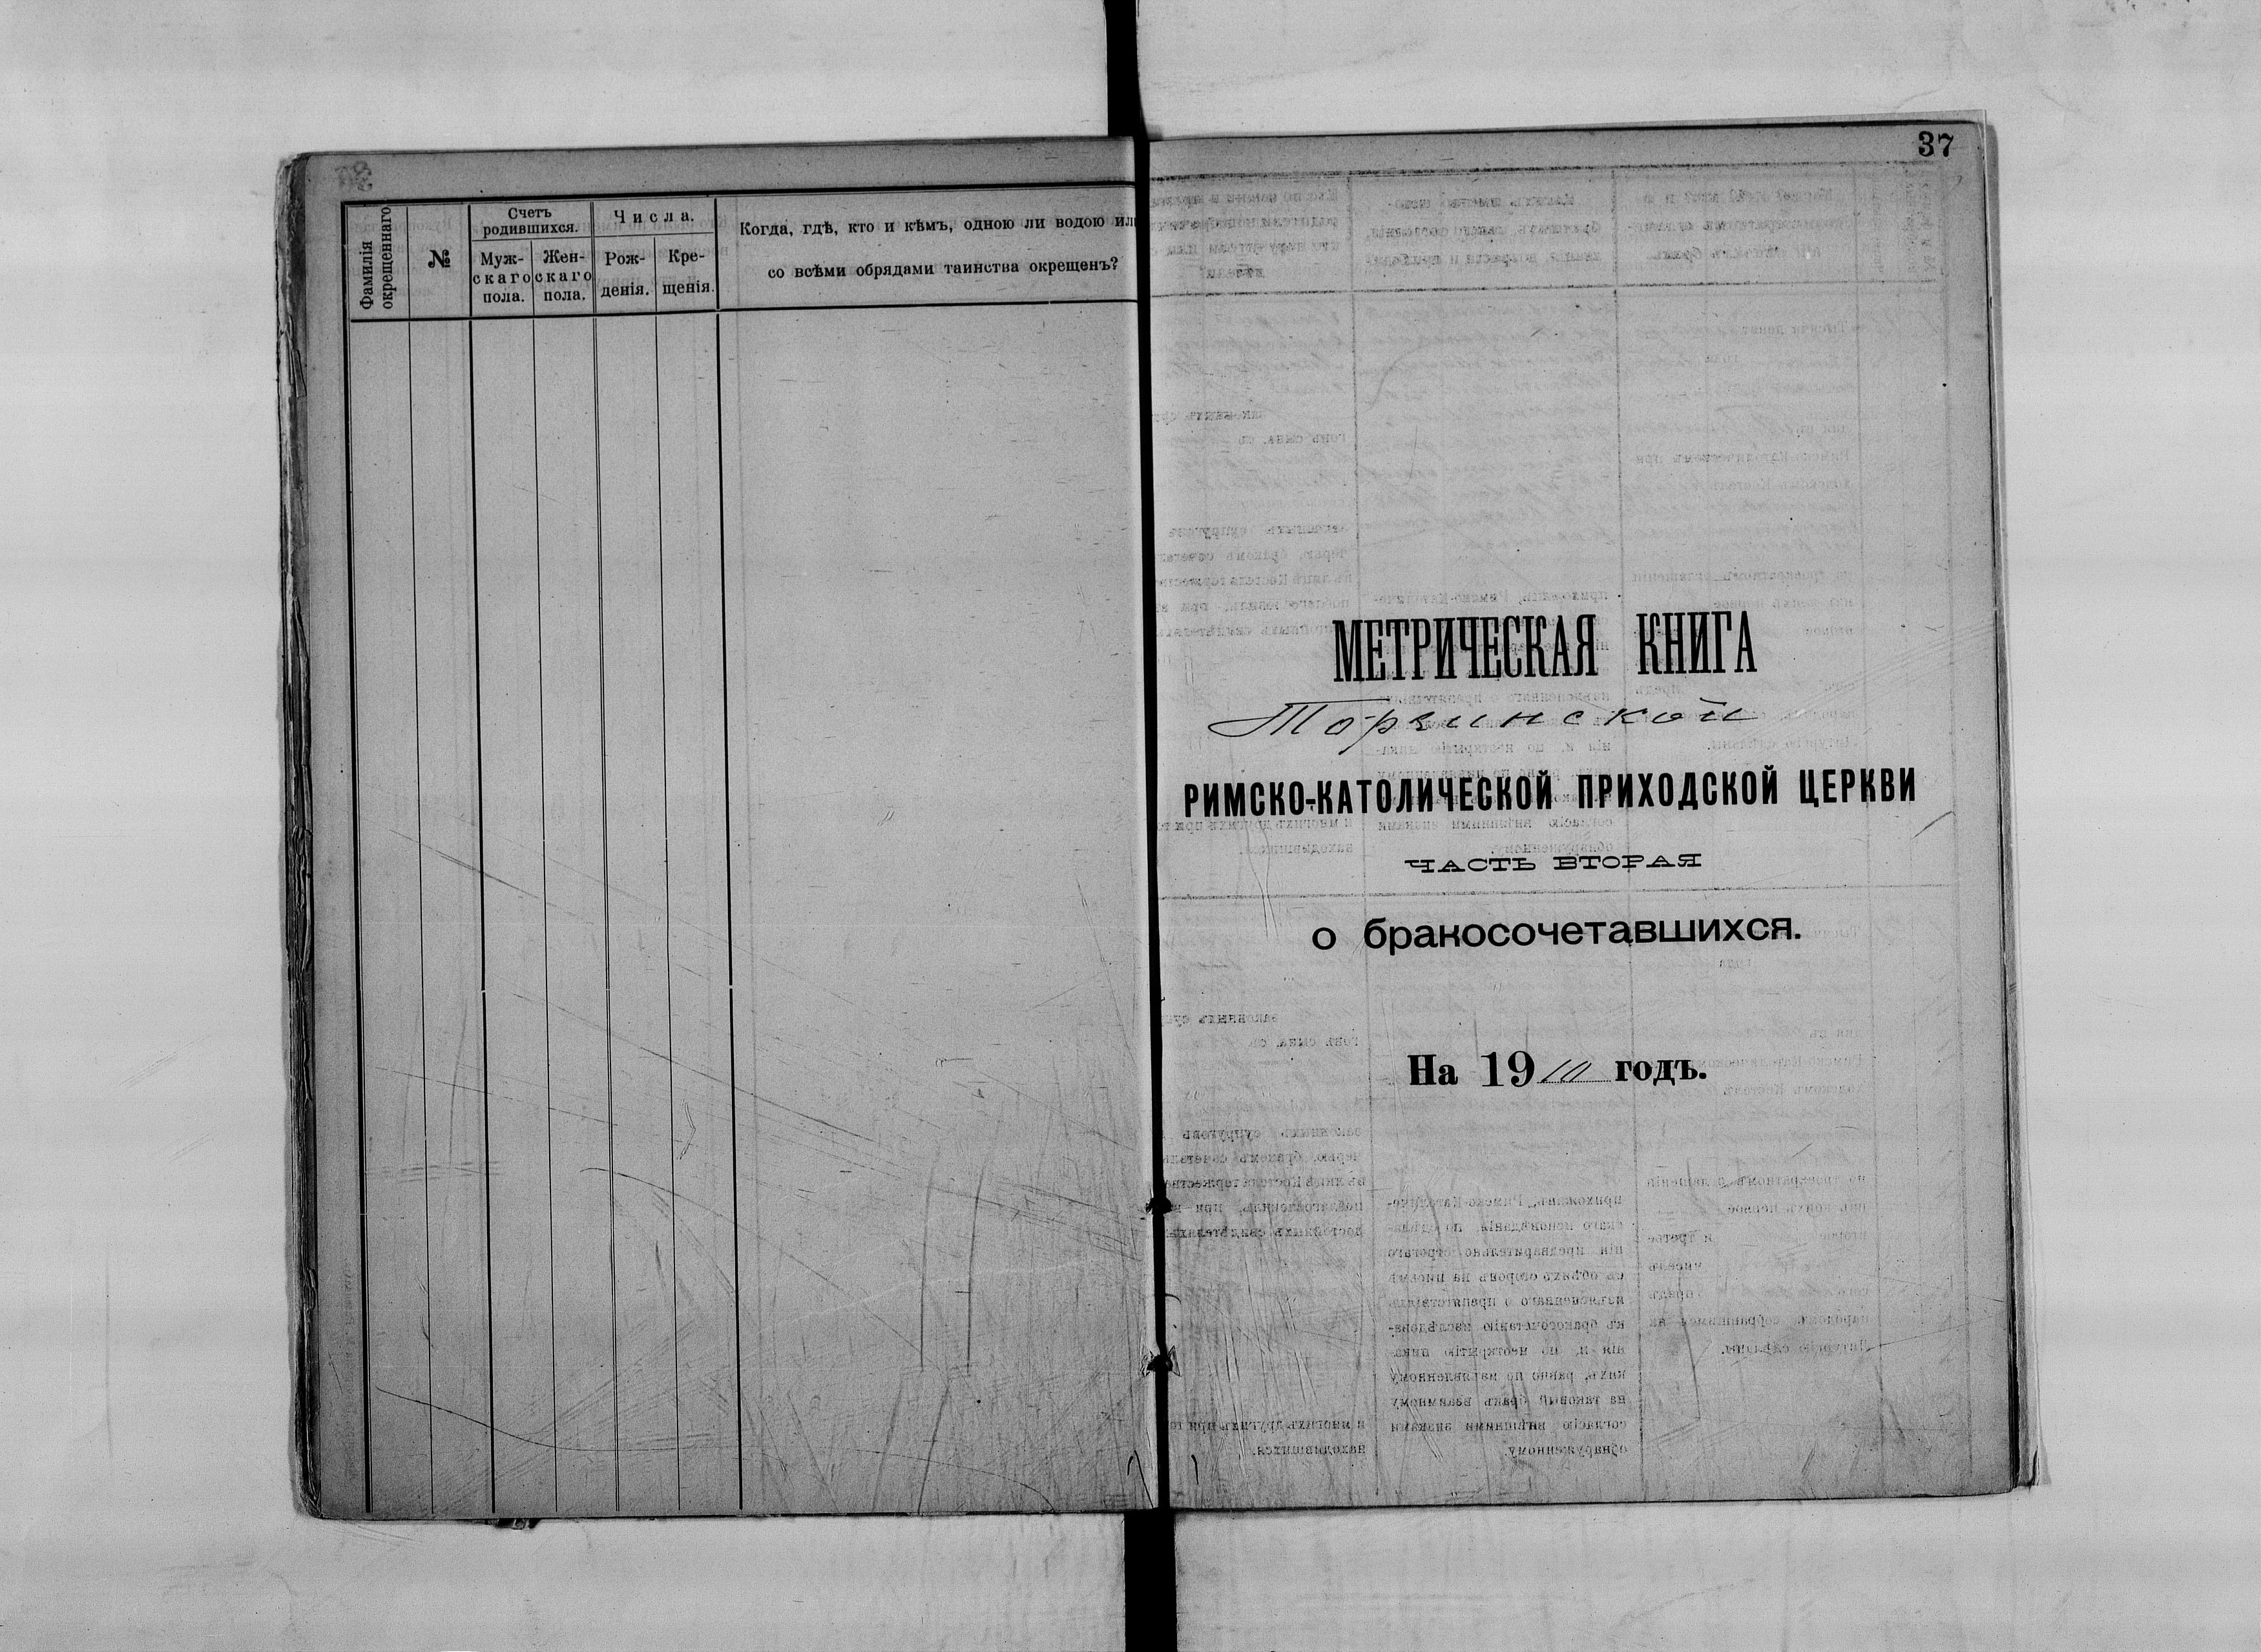 Фамилія
окрещеннаго
№
Счетъ
родившихся.
Муж-
скаго
пола.
Жен-
скаго
пола.
Числа.
Рож-
денія.
Кре-
щенія.
Когда, гдѣ, кто и кѣмъ, одною ли водою или
со всѣми обрядами таинства окрещенъ?
37
МЕТРИЧЕСКАЯ КНИГА
Торгинской
РИМСКО-КАТОЛИЧЕСКОЙ ПРИХОДСКОЙ ЦЕРКВИ
ЧАСТЬ ВТОРАЯ
о бракосочетавшихся.
На 1910 годъ.